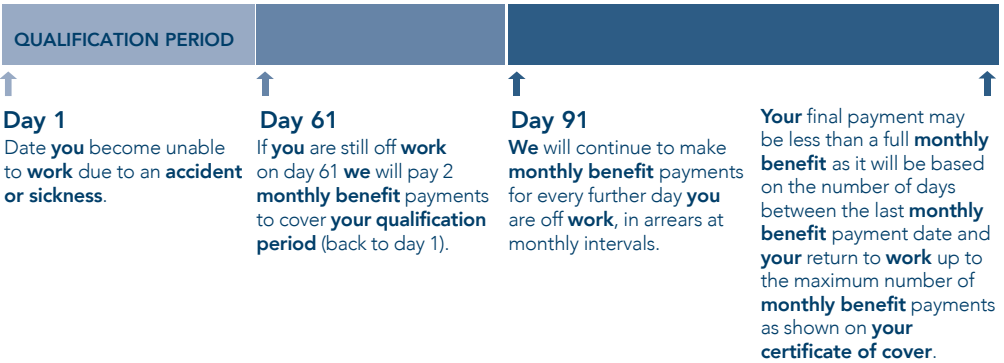 QUALIFICATION PERIOD
Day 1
Date you become unable
to work due to an accident
or sickness.
Day 61
If you are still off work
on day 61 we will pay 2
monthly benefit payments
to cover your qualification
period (back to day 1).
Day 91
We will continue to make
monthly benefit payments
for every further day you
are off work, in arrears at
monthly intervals.
Your final payment may
be less than a full monthly
benefit as it will be based
on the number of days
between the last monthly
benefit payment date and
your return to work up to
the maximum number of
monthly benefit payments
as shown on your
certificate of cover.